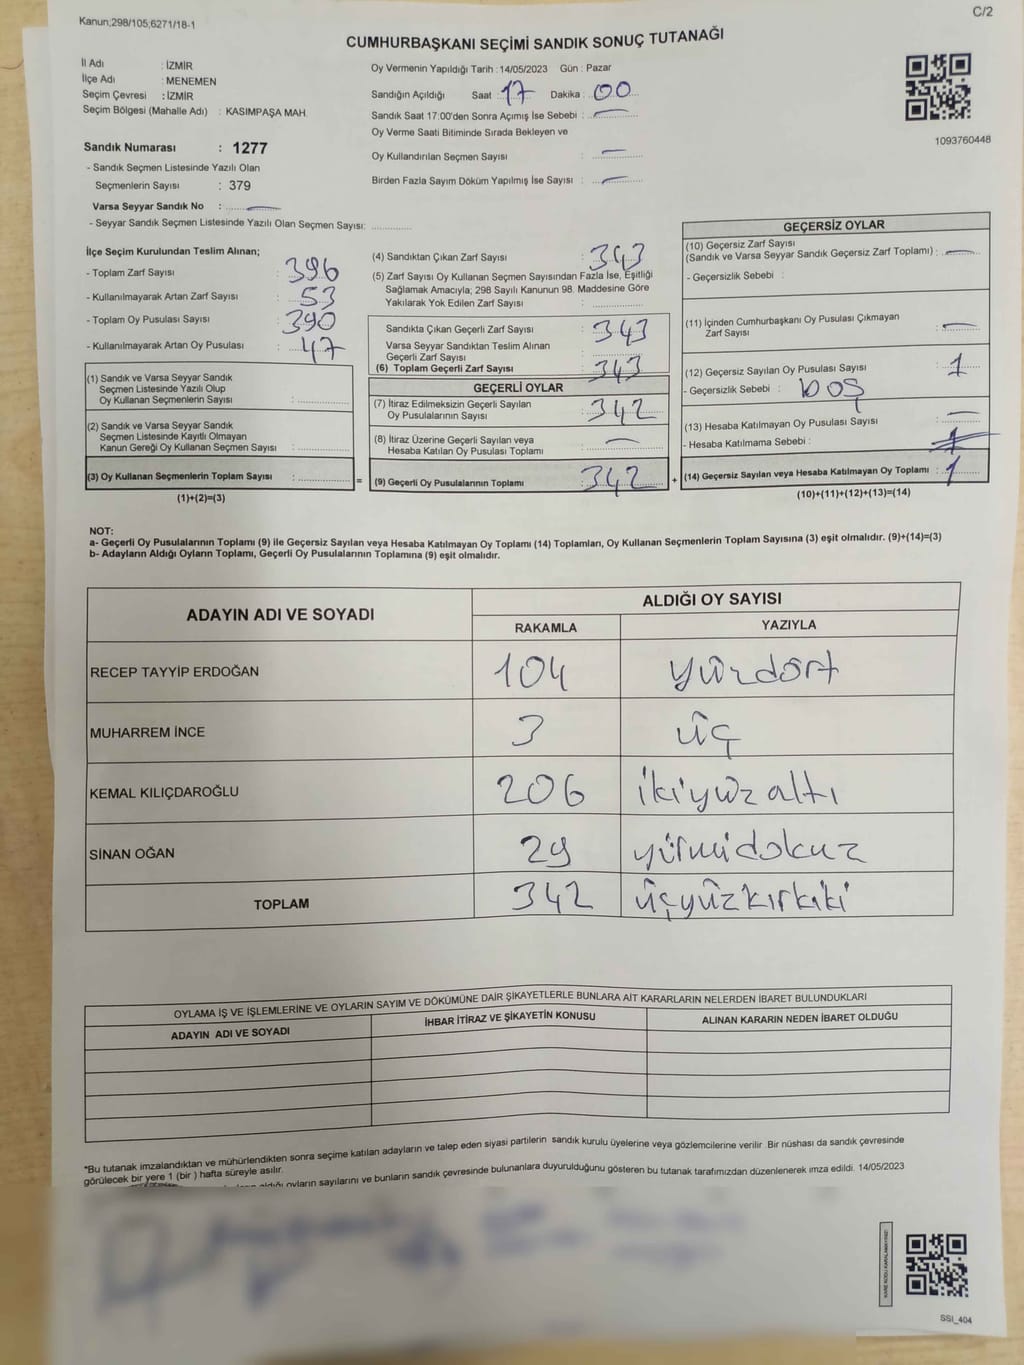 Kanun;298/105,6271/18-1
C/2
CUMHURBAŞKANI SEÇİMİ SANDIK SONUÇ TUTANAĞI
İl Adı : İZMİR
İlçe Adı : MENEMEN
Seçim Çevresi : İZMİR
Seçim Bölgesi (Mahalle Adı) : KASIMPAŞA MAH.
Sandık Numarası : 1277
- Sandık Seçmen Listesinde Yazılı Olan
Seçmenlerin Sayısı : 379
Varsa Seyyar Sandık No : —
- Seyyar Sandık Seçmen Listesinde Yazılı Olan Seçmen Sayısı:
Oy Vermenin Yapıldığı Tarih : 14/05/2023 Gün : Pazar
Sandığın Açıldığı Saat : 17 Dakika : 00
Sandık Saat 17:00'den Sonra Açımış İse Sebebi : —
Oy Verme Saati Bitiminde Sırada Bekleyen ve
Oy Kullandırılan Seçmen Sayısı : —
Birden Fazla Sayım Döküm Yapılmış İse Sayısı : —
1093760448
İlçe Seçim Kurulundan Teslim Alınan;
- Toplam Zarf Sayısı : 396
- Kullanılmayarak Artan Zarf Sayısı : 53
- Toplam Oy Pusulası Sayısı : 390
- Kullanılmayarak Artan Oy Pusulası : 47
(1) Sandık ve Varsa Seyyar Sandık
Seçmen Listesinde Yazılı Olup
Oy Kullanan Seçmenlerin Sayısı :
(2) Sandık ve Varsa Seyyar Sandık
Seçmen Listesinde Kayıtlı Olmayan
Kanun Gereği Oy Kullanan Seçmen Sayısı :
(3) Oy Kullanan Seçmenlerin Toplam Sayısı :
(1)+(2)=(3)
=
(4) Sandıktan Çıkan Zarf Sayısı : 343
(5) Zarf Sayısı Oy Kullanan Seçmen Sayısından Fazla İse, Eşitliği
Sağlamak Amacıyla; 298 Sayılı Kanunun 98. Maddesine Göre
Yakılarak Yok Edilen Zarf Sayısı :
Sandıkta Çıkan Geçerli Zarf Sayısı : 343
Varsa Seyyar Sandıktan Teslim Alınan
Geçerli Zarf Sayısı :
(6) Toplam Geçerli Zarf Sayısı : 343
GEÇERLİ OYLAR
(7) İtiraz Edilmeksizin Geçerli Sayılan
Oy Pusulalarının Sayısı : 342
(8) İtiraz Üzerine Geçerli Sayılan veya
Hesaba Katılan Oy Pusulası Toplamı : —
(9) Geçerli Oy Pusulalarının Toplamı : 342
+
GEÇERSİZ OYLAR
(10) Geçersiz Zarf Sayısı
(Sandık ve Varsa Seyyar Sandık Geçersiz Zarf Toplamı) : —
- Geçersizlik Sebebi :
(11) İçinden Cumhurbaşkanı Oy Pusulası Çıkmayan
Zarf Sayısı : —
(12) Geçersiz Sayılan Oy Pusulası Sayısı : 1
- Geçersizlik Sebebi : boş
(13) Hesaba Katılmayan Oy Pusulası Sayısı : —
- Hesaba Katılmama Sebebi :
(14) Geçersiz Sayılan veya Hesaba Katılmayan Oy Toplamı : 1
(10)+(11)+(12)+(13)=(14)
NOT:
a- Geçerli Oy Pusulalarının Toplamı (9) ile Geçersiz Sayılan veya Hesaba Katılmayan Oy Toplamı (14) Toplamları, Oy Kullanan Seçmenlerin Toplam Sayısına (3) eşit olmalıdır. (9)+(14)=(3)
b- Adayların Aldığı Oyların Toplamı, Geçerli Oy Pusulalarının Toplamına (9) eşit olmalıdır.
ADAYIN ADI VE SOYADI ALDIĞI OY SAYISI
RAKAMLA YAZIYLA
RECEP TAYYİP ERDOĞAN 104 yüzdört
MUHARREM İNCE 3 üç
KEMAL KILIÇDAROĞLU 206 ikiyüzaltı
SİNAN OĞAN 29 yirmidokuz
TOPLAM 342 üçyüzkırkiki
OYLAMA İŞ VE İŞLEMLERİNE VE OYLARIN SAYIM VE DÖKÜMÜNE DAİR ŞİKAYETLERLE BUNLARA AİT KARARLARIN NELERDEN İBARET BULUNDUKLARI
ADAYIN ADI VE SOYADI İHBAR İTİRAZ VE ŞİKAYETİN KONUSU ALINAN KARARIN NEDEN İBARET OLDUĞU
*Bu tutanak imzalandıktan ve mühürlendikten sonra seçime katılan adayların ve talep eden siyasi partilerin sandık kurulu üyelerine veya gözlemcilerine verilir. Bir nüshası da sandık çevresinde
görülecek bir yere 1 (bir ) hafta süreyle asılır.
aldığı oyların sayılarını ve bunların sandık çevresinde bulunanlara duyurulduğunu gösteren bu tutanak tarafımızdan düzenlenerek imza edildi. 14/05/2023
KARE KODU KAPALAMAYINIZ!
SSI_404